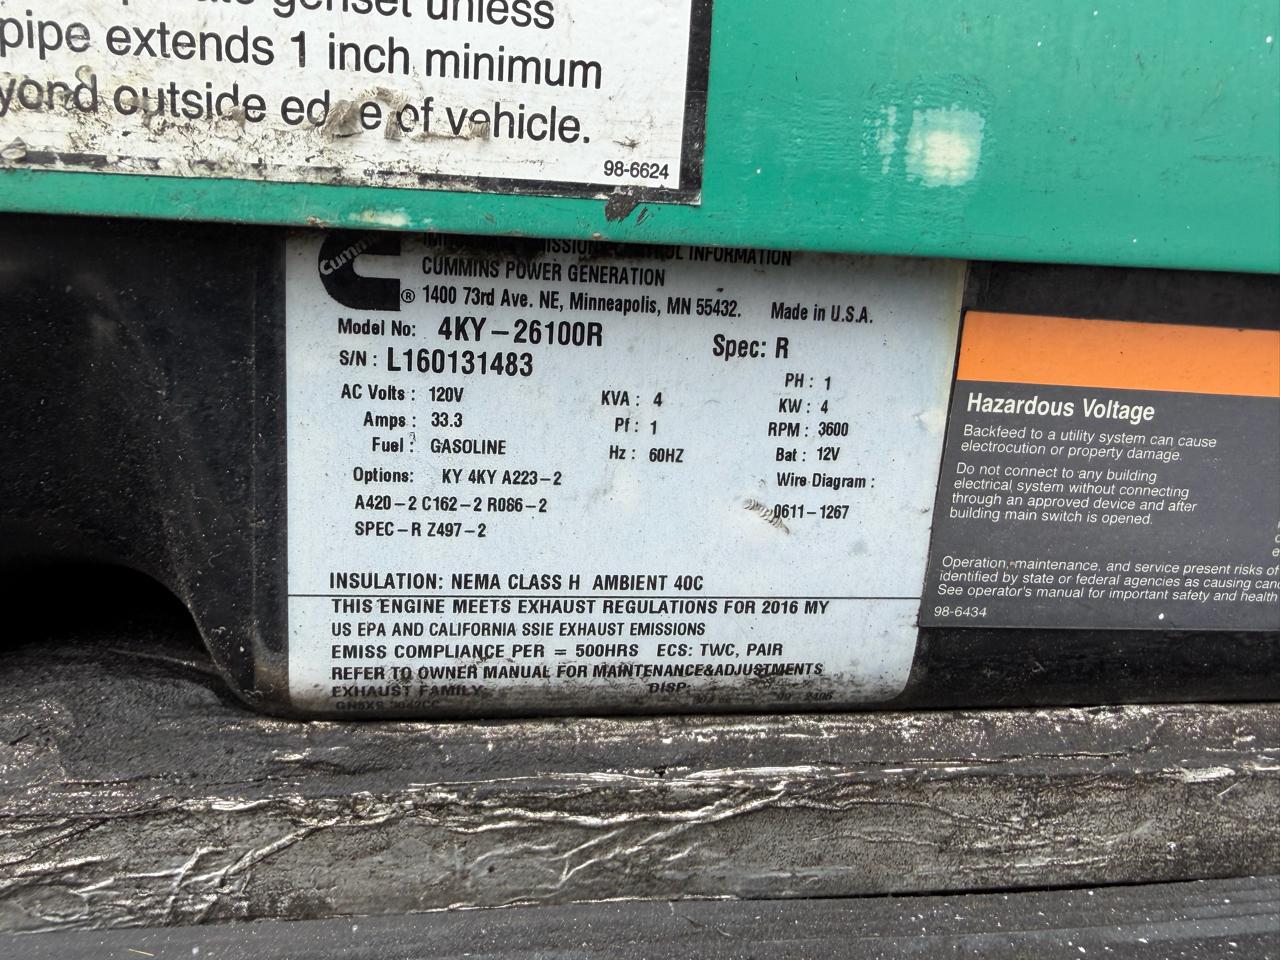 genset unless
pipe extends 1 inch minimum
yond outside ed e of vehicle.
98-6624
Cummins
CONTROL INFORMATION
CUMMINS POWER GENERATION
® 1400 73rd Ave. NE, Minneapolis, MN 55432. Made in U.S.A.
Model No: 4KY-26100R Spec: R
S/N: L160131483
AC Volts: 120V KVA: 4 PH: 1
Amps: 33.3 Pf: 1 KW: 4
Fuel: GASOLINE Hz: 60HZ RPM: 3600
Bat: 12V
Options: KY 4KY A223-2 Wire Diagram:
A420-2 C162-2 R086-2 0611-1267
SPEC-R Z497-2
INSULATION: NEMA CLASS H AMBIENT 40C
THIS ENGINE MEETS EXHAUST REGULATIONS FOR 2016 MY
US EPA AND CALIFORNIA SSIE EXHAUST EMISSIONS
EMISS COMPLIANCE PER = 500HRS ECS: TWC, PAIR
REFER TO OWNER MANUAL FOR MAINTENANCE&ADJUSTMENTS
EXHAUST FAMILY DISP:
Hazardous Voltage
Backfeed to a utility system can cause
electrocution or property damage.
Do not connect to any building
electrical system without connecting
through an approved device and after
building main switch is opened.
Operation, maintenance, and service present risks of
identified by state or federal agencies as causing can
See operator's manual for important safety and health
98-6434